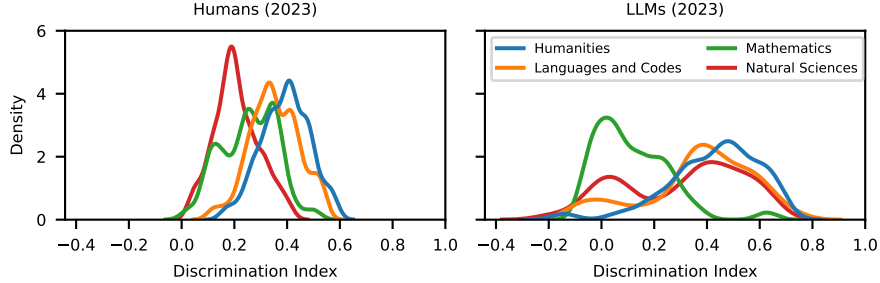 Humans (2023)
6
4
2
0
Density
−0.4 −0.2 0.0 0.2 0.4 0.6 0.8 1.0
Discrimination Index
LLMs (2023)
Humanities
Languages and Codes
Mathematics
Natural Sciences
−0.4 −0.2 0.0 0.2 0.4 0.6 0.8 1.0
Discrimination Index